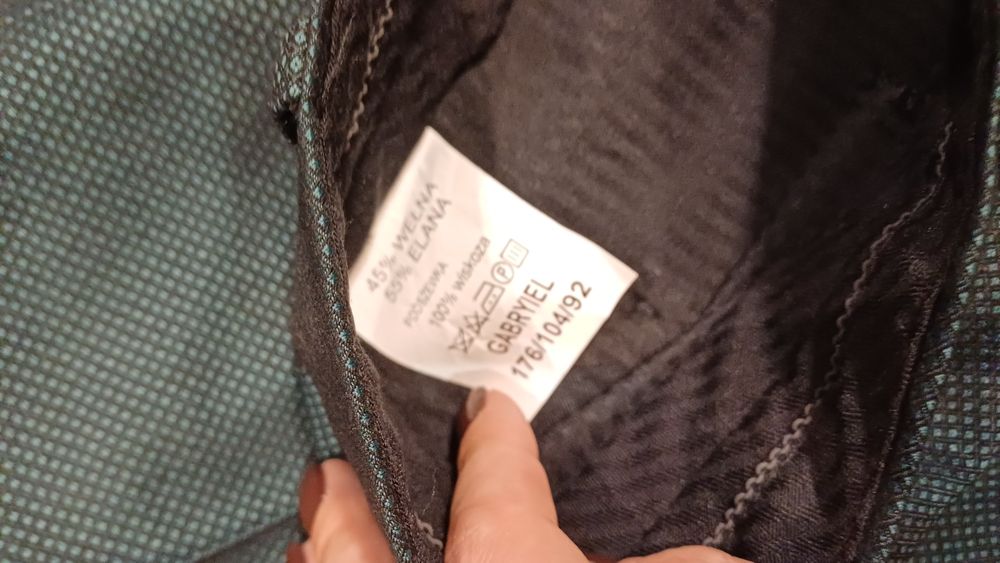 45% WEŁNA
55% ELANA
PODSZEWKA
100% wiskoza
P
GABRYIEL
176/104/92